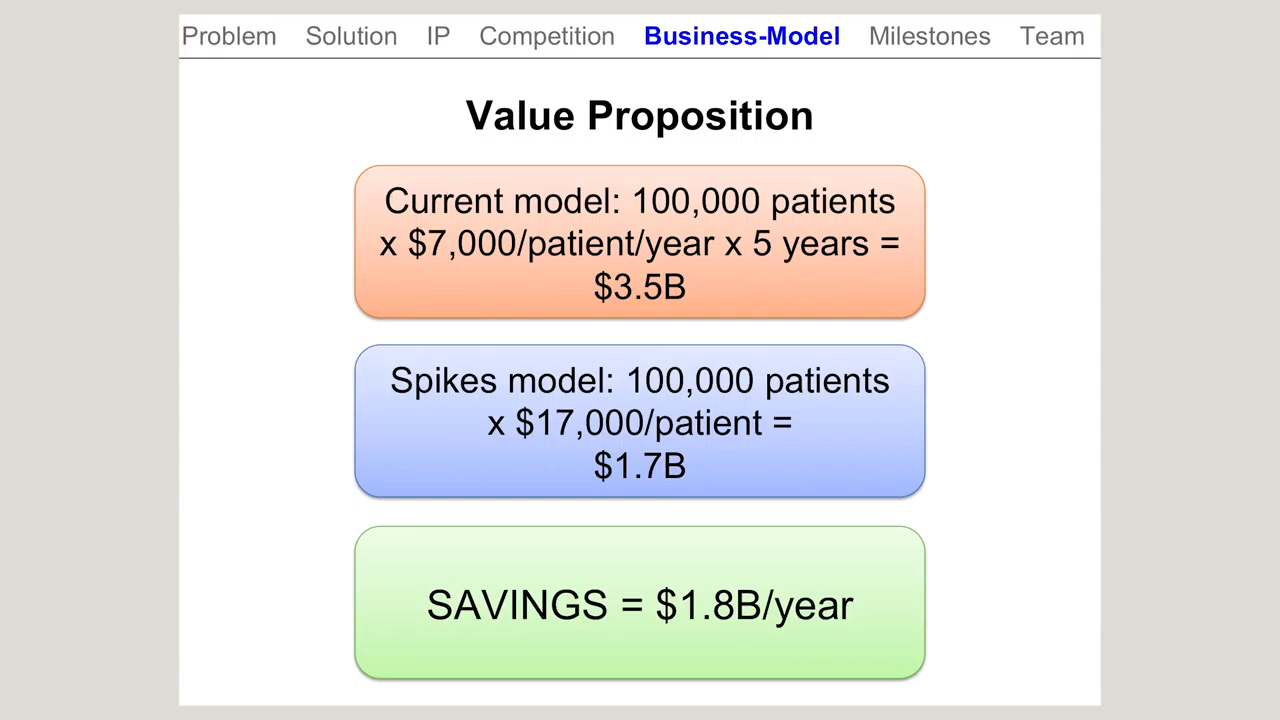 Problem Solution IP Competition Business-Model Milestones Team
Value Proposition
Current model: 100,000 patients
x $7,000/patient/year x 5 years =
$3.5B
Spikes model: 100,000 patients
x $17,000/patient =
$1.7B
SAVINGS = $1.8B/year